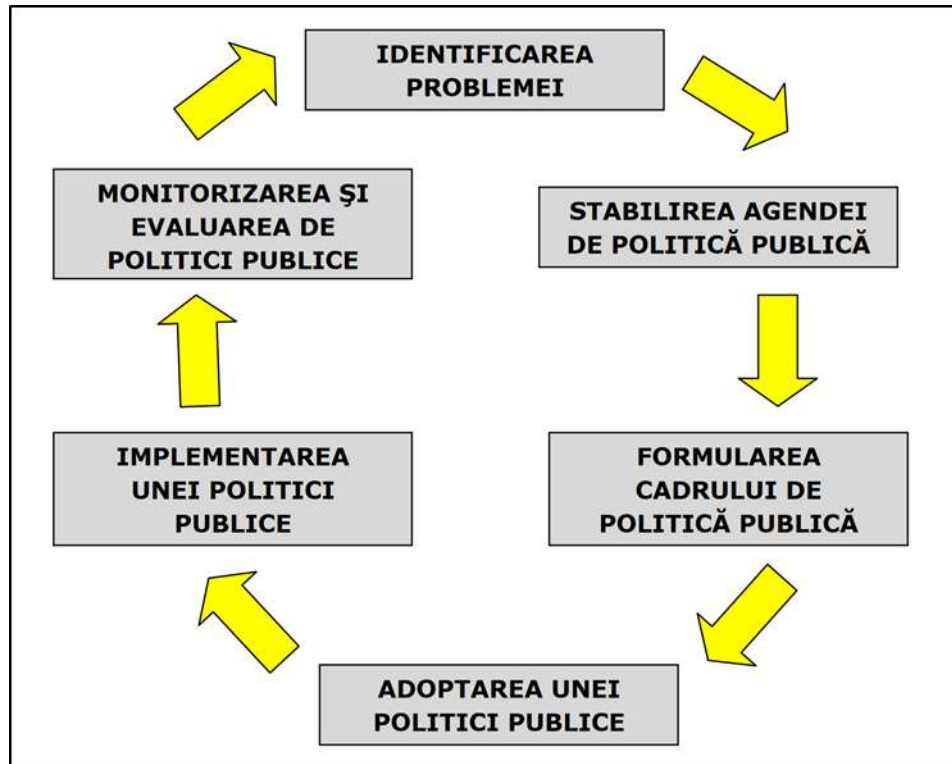 IDENTIFICAREA
PROBLEMEI
STABILIREA AGENDEI
DE POLITICĂ PUBLICĂ
FORMULAREA
CADRULUI DE
POLITICĂ PUBLICĂ
ADOPTAREA UNEI
POLITICI PUBLICE
IMPLEMENTAREA
UNEI POLITICI
PUBLICE
MONITORIZAREA ŞI
EVALUAREA DE
POLITICI PUBLICE